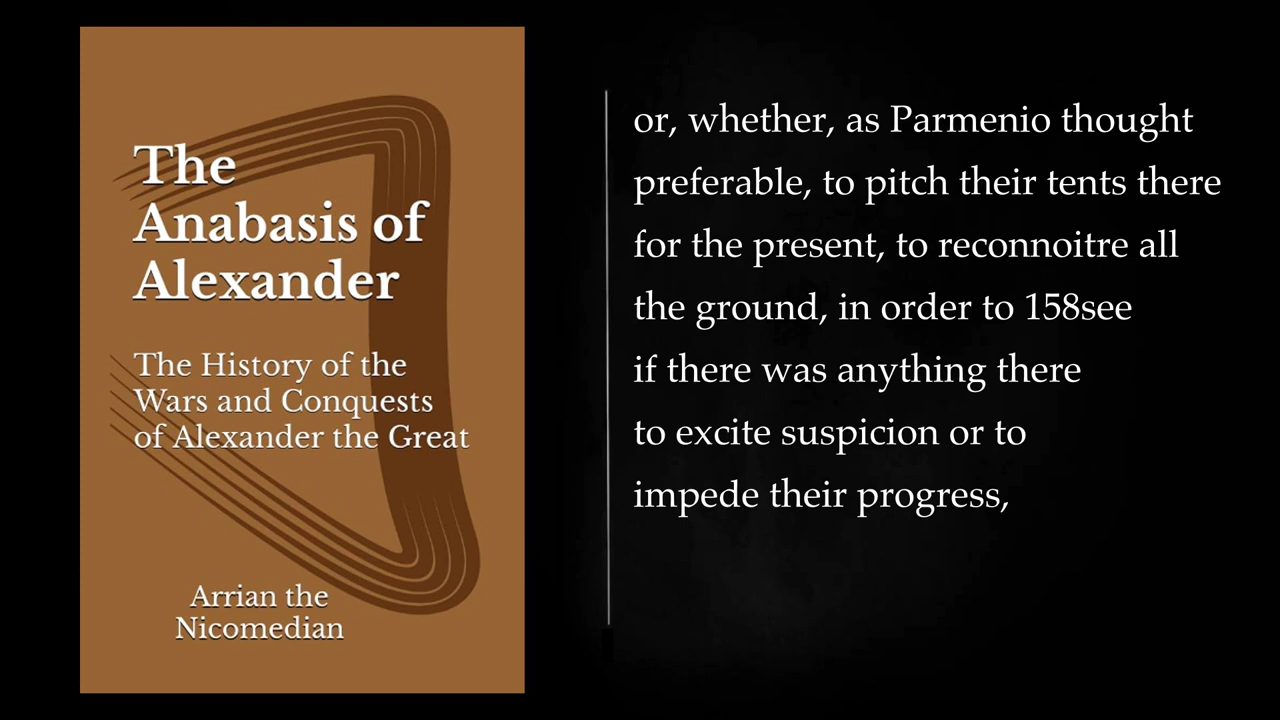 The
Anabasis of
Alexander
The History of the
Wars and Conquests
of Alexander the Great
Arrian the
Nicomedian
or, whether, as Parmenio thought
preferable, to pitch their tents there
for the present, to reconnoitre all
the ground, in order to 158see
if there was anything there
to excite suspicion or to
impede their progress,